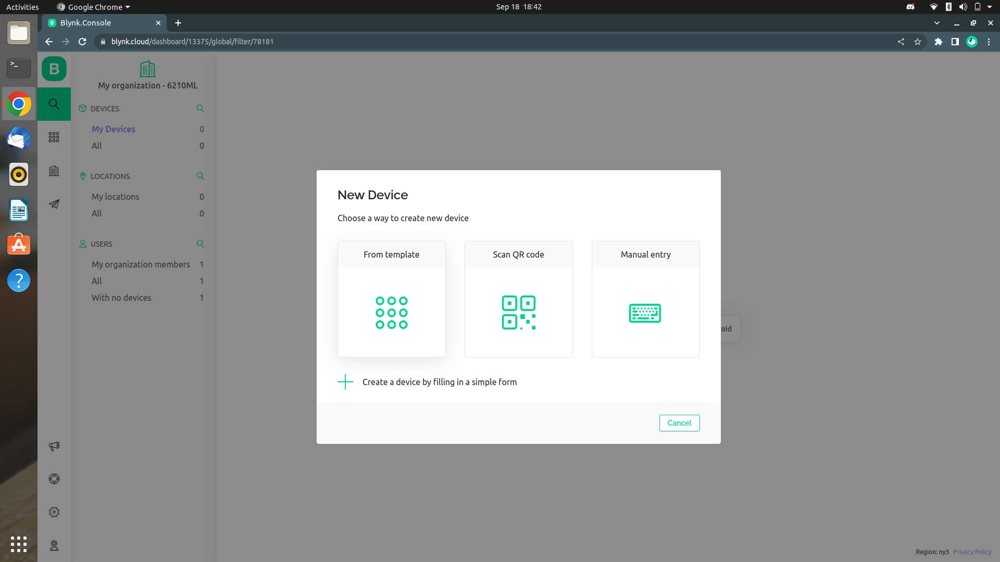 Activities
Google Chrome
Sep 18 18:42
B Blynk.Console
blynk.cloud/dashboard/13375/global/filter/78181
B
My organization - 6210ML
DEVICES
My Devices 0
All 0
LOCATIONS
My locations 0
All 0
USERS
My organization members 1
All 1
With no devices 1
New Device
Choose a way to create new device
From template
Scan QR code
Manual entry
oid
Create a device by filling in a simple form
Cancel
Region: ny3 Privacy Policy